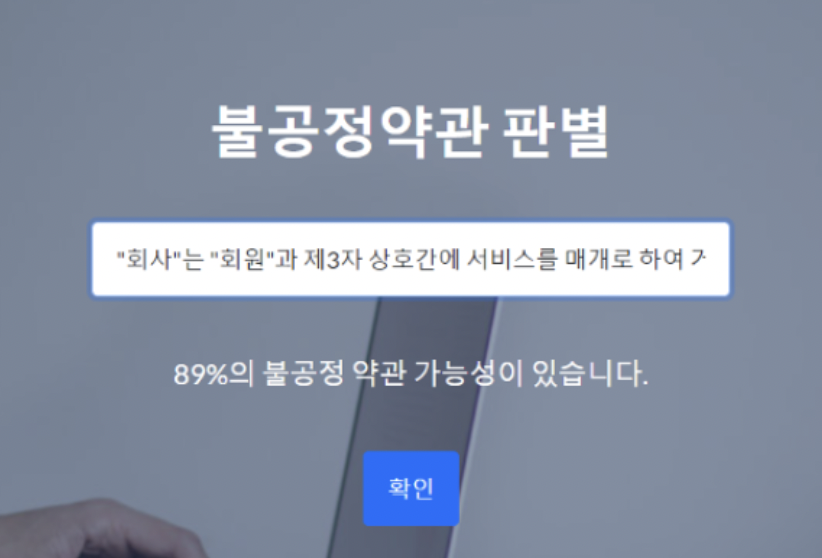 불공정약관 판별
"회사"는 "회원"과 제3자 상호간에 서비스를 매개로 하여
89%의 불공정 약관 가능성이 있습니다.
확인